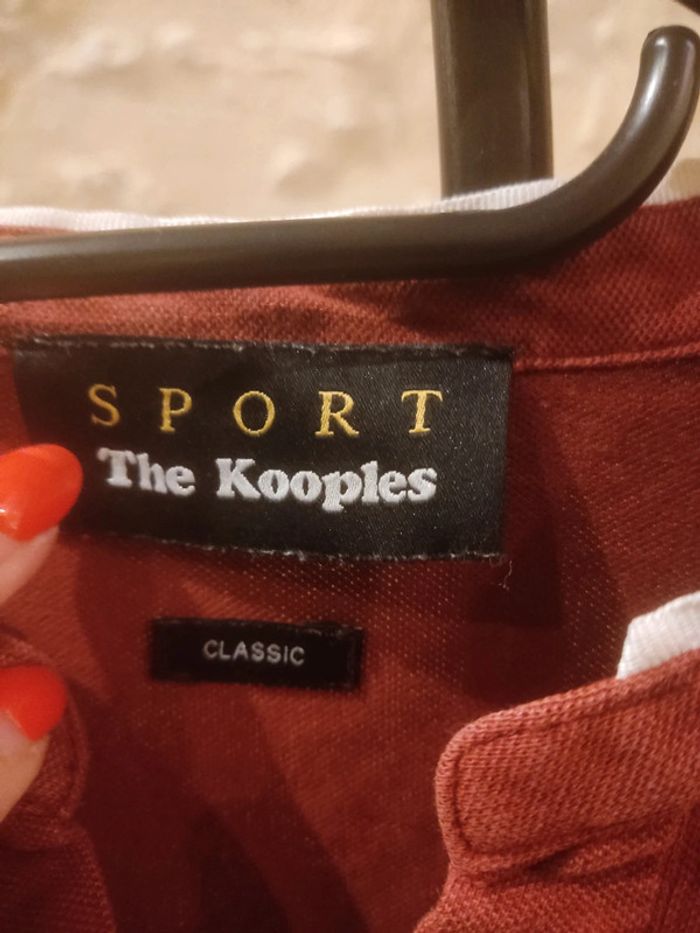 SPORT
The Kooples
CLASSIC